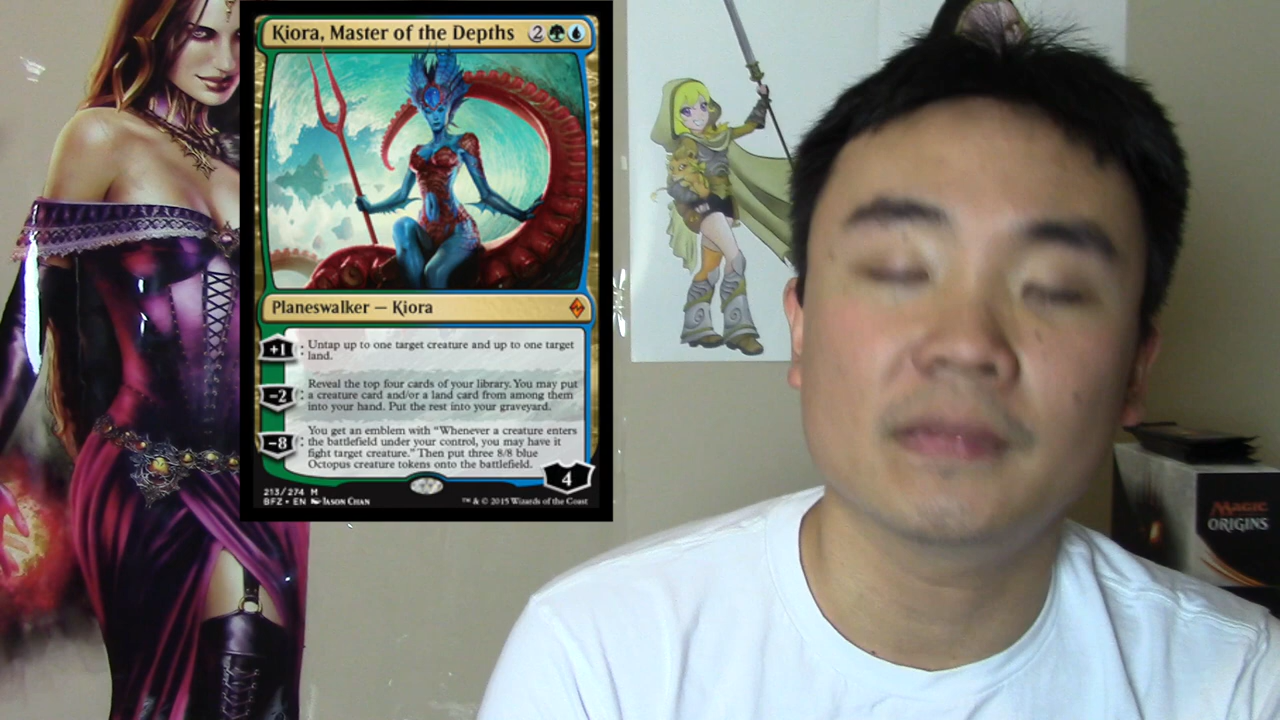 Kiora, Master of the Depths 2
Planeswalker — Kiora
+1 : Untap up to one target creature and up to one target
land.
-2 : Reveal the top four cards of your library. You may put
a creature card and/or a land card from among them
into your hand. Put the rest into your graveyard.
-8 : You get an emblem with “Whenever a creature enters
the battlefield under your control, you may have it
fight target creature.” Then put three 8/8 blue
Octopus creature tokens onto the battlefield.
4
213/274 M
BFZ • EN Jason Chan
™ & © 2015 Wizards of the Coast
Magic
ORIGINS